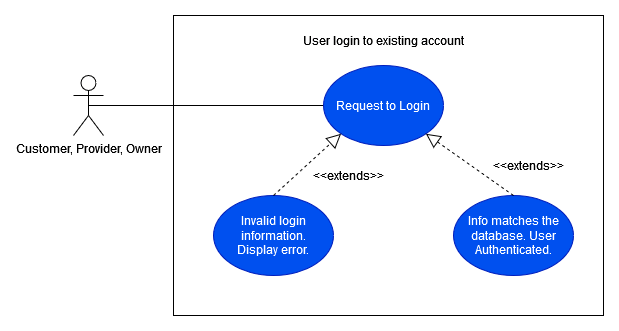 User login to existing account
Request to Login
Customer, Provider, Owner
<<extends>>
<<extends>>
Invalid login
information.
Display error.
Info matches the
database. User
Authenticated.